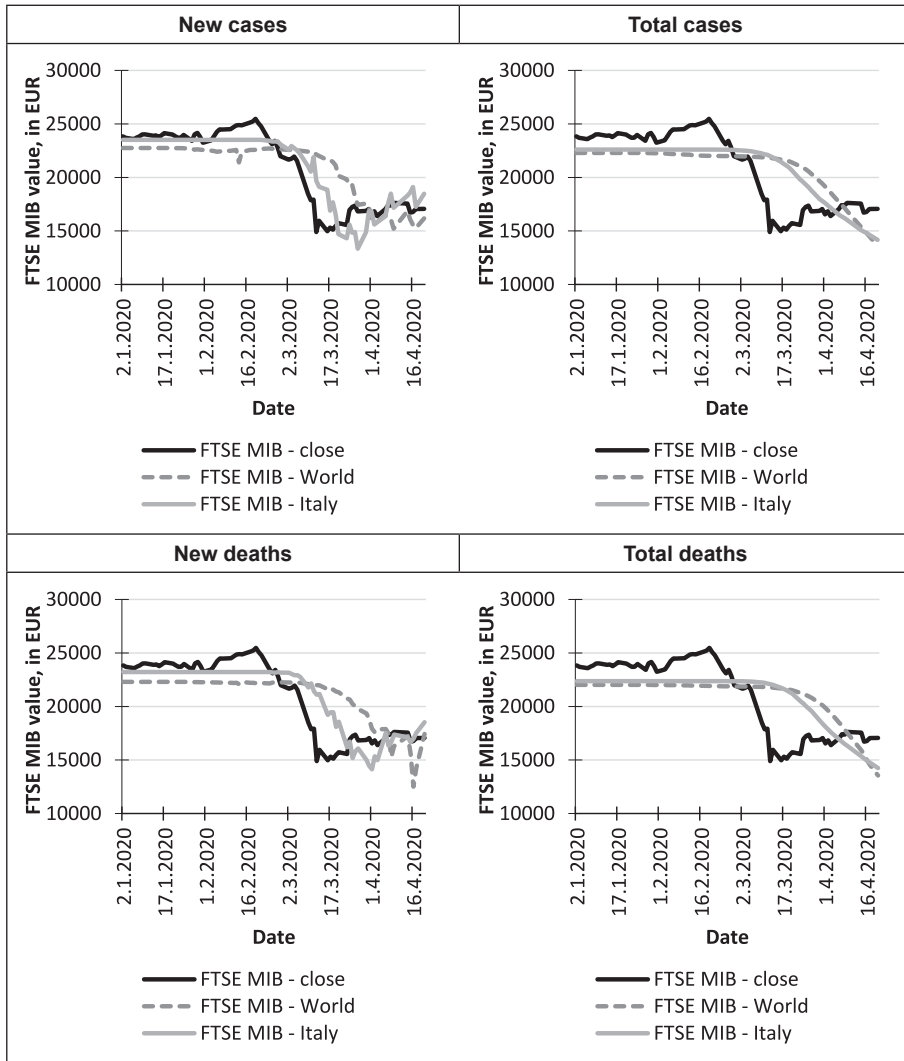 New cases
FTSE MIB value, in EUR
30000
25000
20000
15000
10000
2.1.2020
17.1.2020
1.2.2020
16.2.2020
2.3.2020
17.3.2020
1.4.2020
16.4.2020
Date
FTSE MIB - close
FTSE MIB - World
FTSE MIB - Italy
Total cases
FTSE MIB value, in EUR
30000
25000
20000
15000
10000
2.1.2020
17.1.2020
1.2.2020
16.2.2020
2.3.2020
17.3.2020
1.4.2020
16.4.2020
Date
FTSE MIB - close
FTSE MIB - World
FTSE MIB - Italy
New deaths
FTSE MIB value, in EUR
30000
25000
20000
15000
10000
2.1.2020
17.1.2020
1.2.2020
16.2.2020
2.3.2020
17.3.2020
1.4.2020
16.4.2020
Date
FTSE MIB - close
FTSE MIB - World
FTSE MIB - Italy
Total deaths
FTSE MIB value, in EUR
30000
25000
20000
15000
10000
2.1.2020
17.1.2020
1.2.2020
16.2.2020
2.3.2020
17.3.2020
1.4.2020
16.4.2020
Date
FTSE MIB - close
FTSE MIB - World
FTSE MIB - Italy